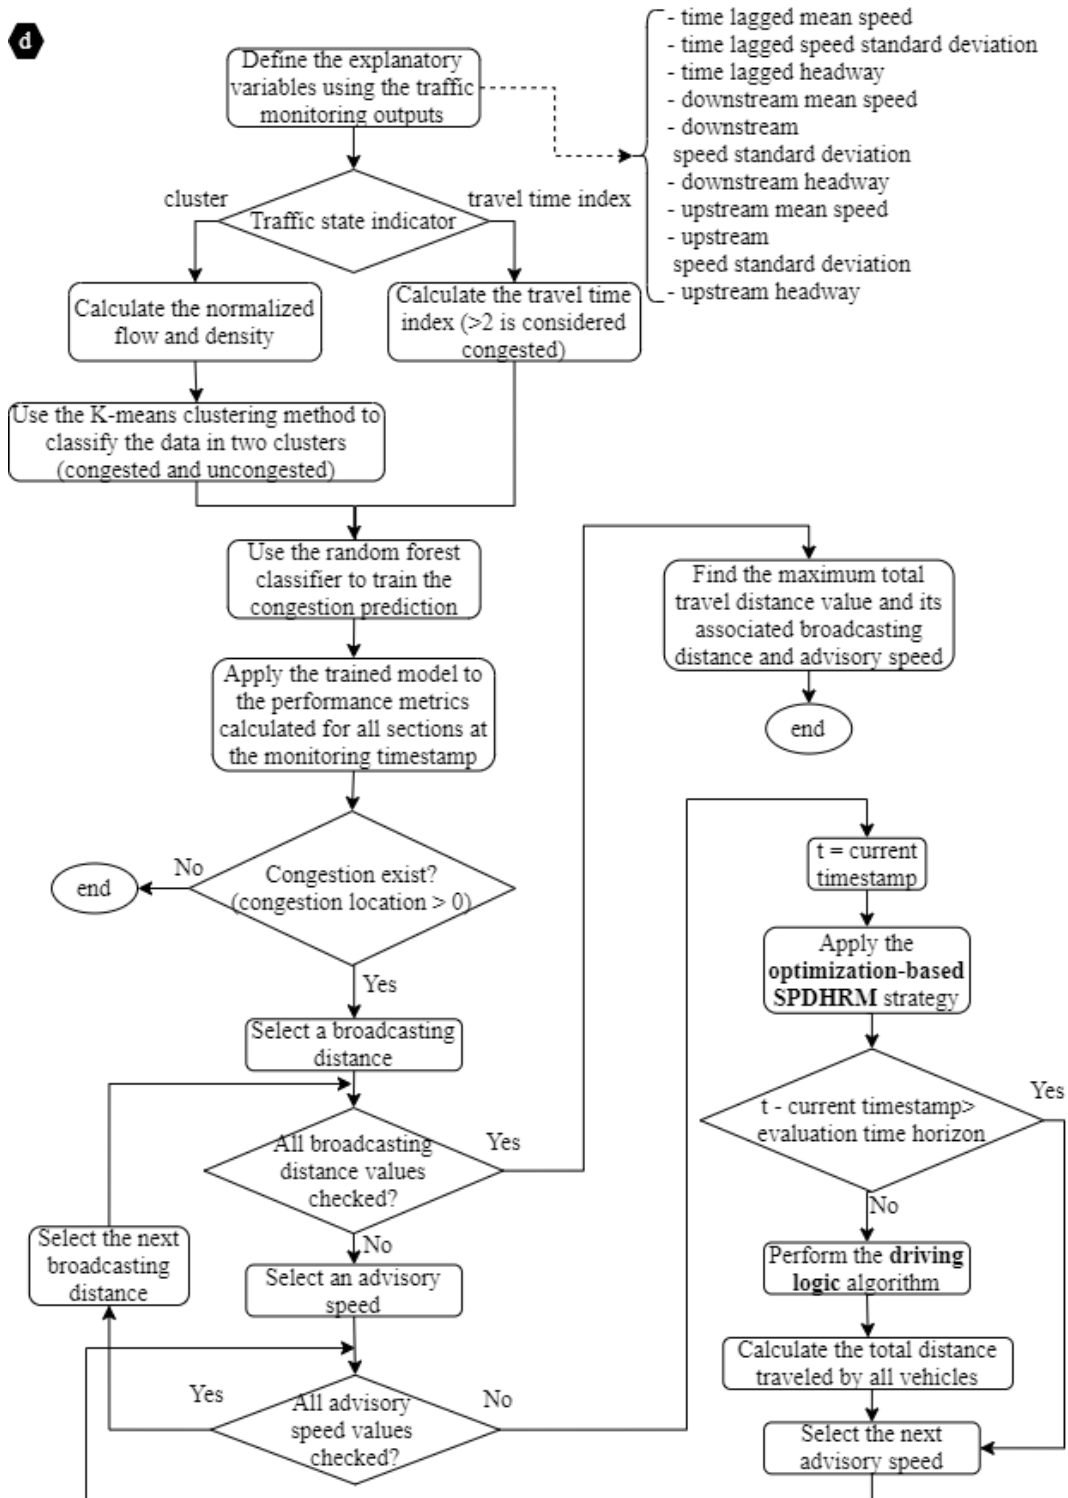 d
Define the explanatory
variables using the traffic
monitoring outputs
- time lagged mean speed
- time lagged speed standard deviation
- time lagged headway
- downstream mean speed
- downstream
speed standard deviation
- downstream headway
- upstream mean speed
- upstream
speed standard deviation
- upstream headway
cluster
Traffic state indicator
travel time index
Calculate the normalized
flow and density
Calculate the travel time
index (>2 is considered
congested)
Use the K-means clustering method to
classify the data in two clusters
(congested and uncongested)
Use the random forest
classifier to train the
congestion prediction
Apply the trained model to
the performance metrics
calculated for all sections at
the monitoring timestamp
Congestion exist?
(congestion location > 0)
No
end
Yes
Select a broadcasting
distance
All broadcasting
distance values
checked?
Yes
Find the maximum total
travel distance value and its
associated broadcasting
distance and advisory speed
end
No
Select the next
broadcasting
distance
Select an advisory
speed
All advisory
speed values
checked?
Yes
No
t = current
timestamp
Apply the
optimization-based
SPDHRM strategy
t - current timestamp>
evaluation time horizon
Yes
No
Perform the driving
logic algorithm
Calculate the total distance
traveled by all vehicles
Select the next
advisory speed